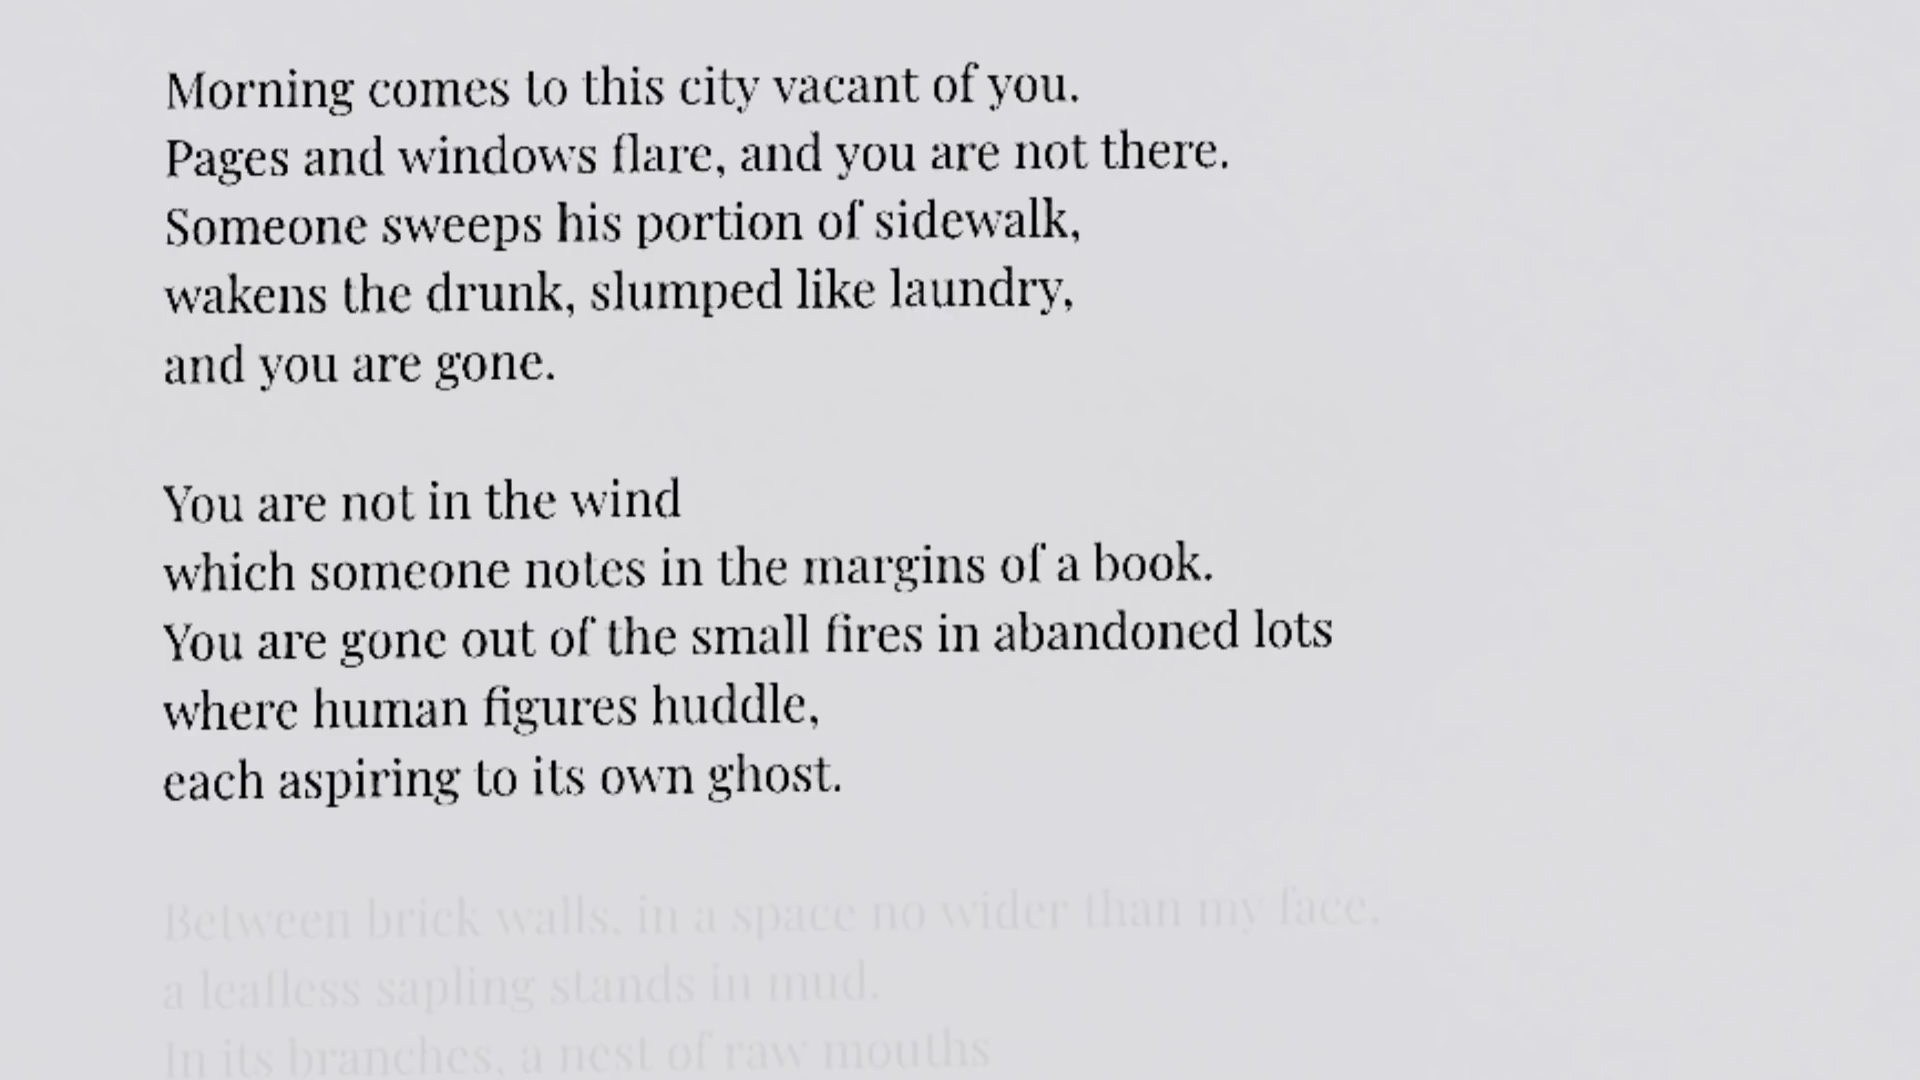 Morning comes to this city vacant of you.
Pages and windows flare, and you are not there.
Someone sweeps his portion of sidewalk,
wakens the drunk, slumped like laundry,
and you are gone.
You are not in the wind
which someone notes in the margins of a book.
You are gone out of the small fires in abandoned lots
where human figures huddle,
each aspiring to its own ghost.
Between brick walls, in a space no wider than my face,
a leafless sapling stands in mud.
In its branches, a nest of raw mouths